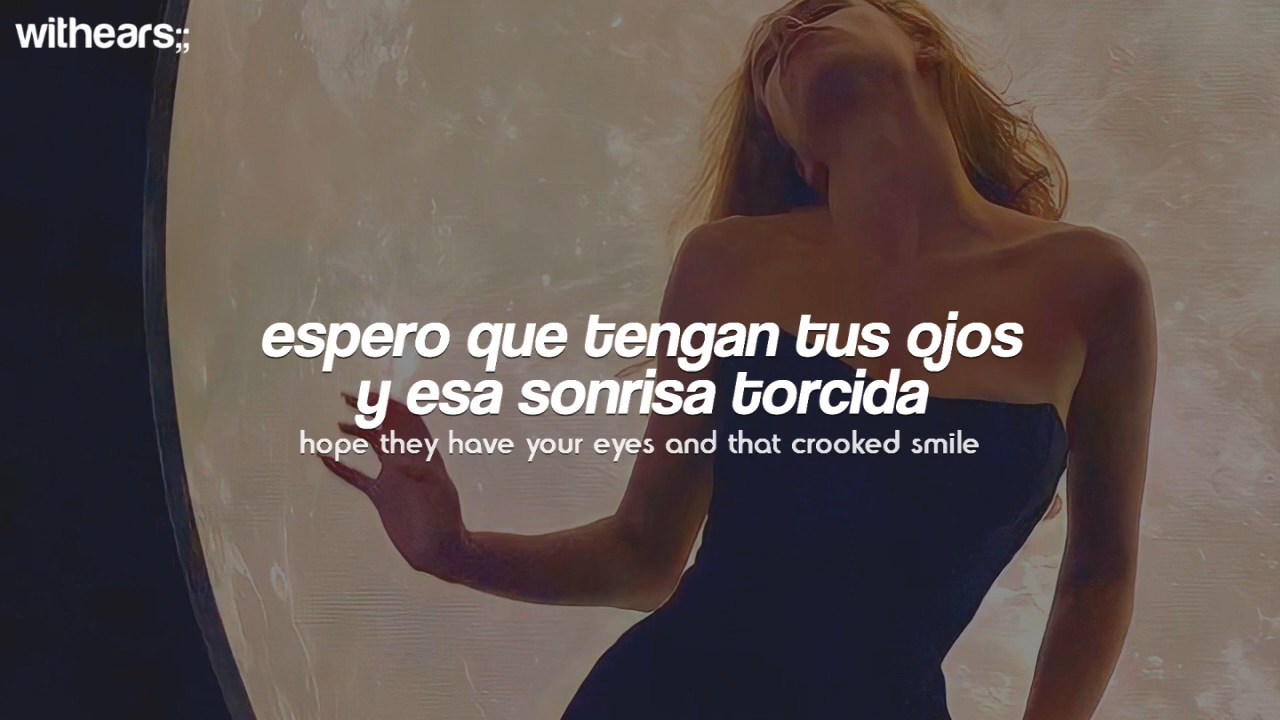 withears;;
espero que tengan tus ojos
y esa sonrisa torcida
hope they have your eyes and that crooked smile